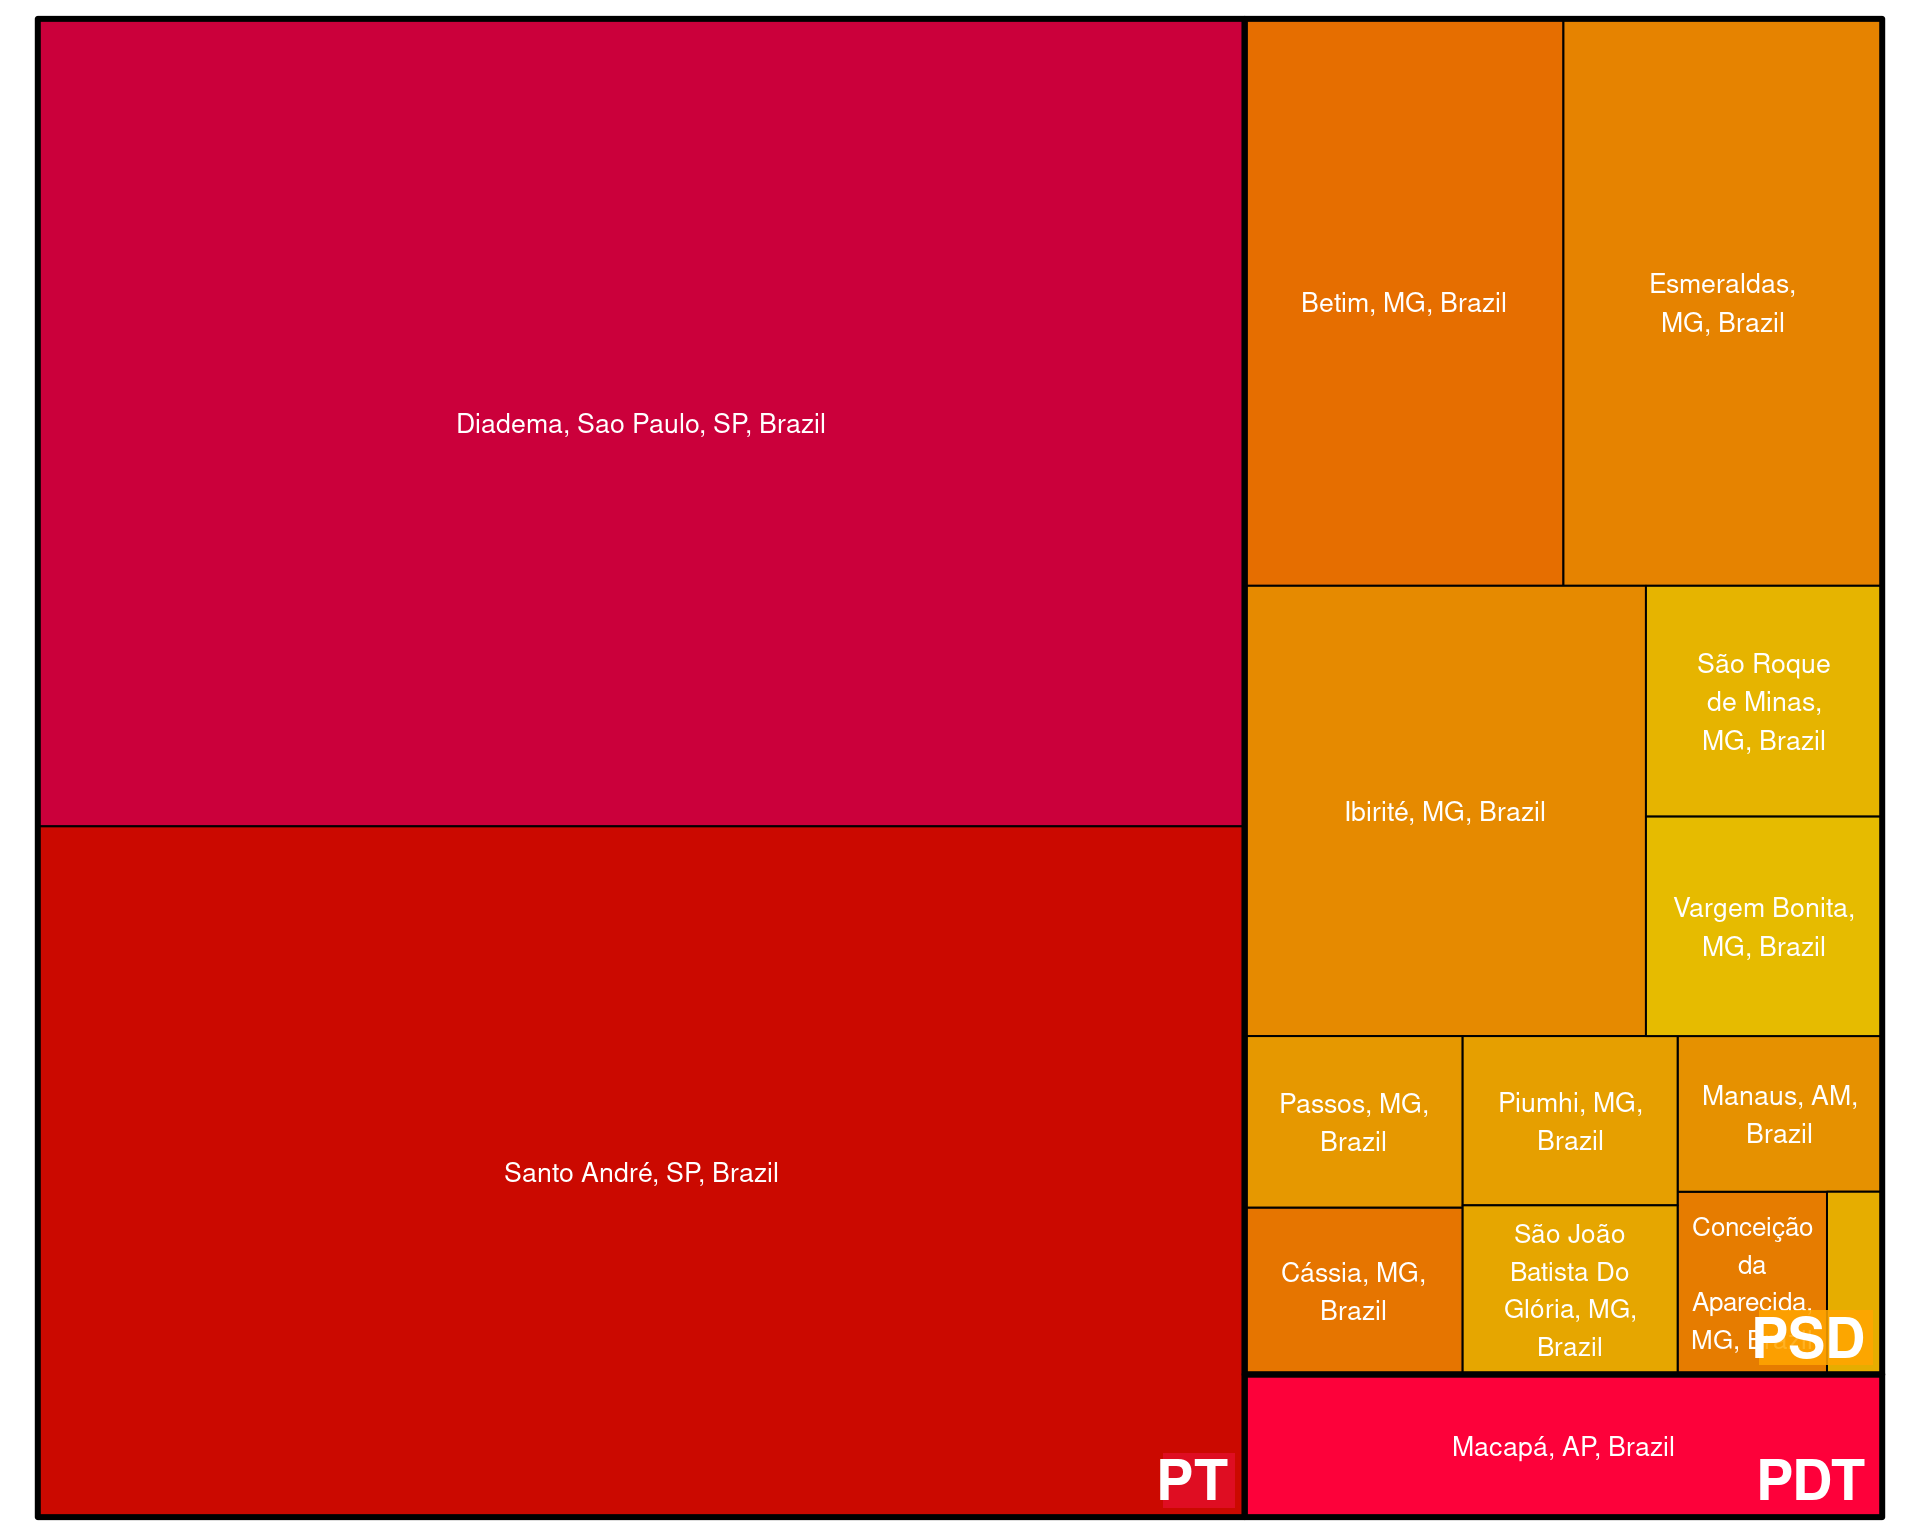 Diadema, Sao Paulo, SP, Brazil
Santo André, SP, Brazil
PT
Betim, MG, Brazil
Esmeraldas,
MG, Brazil
Ibirité, MG, Brazil
São Roque
de Minas,
MG, Brazil
Vargem Bonita,
MG, Brazil
Passos, MG,
Brazil
Piumhi, MG,
Brazil
Manaus, AM,
Brazil
Cássia, MG,
Brazil
São João
Batista Do
Glória, MG,
Brazil
Conceição
da
Aparecida,
MG, Brazil
PSD
Macapá, AP, Brazil
PDT